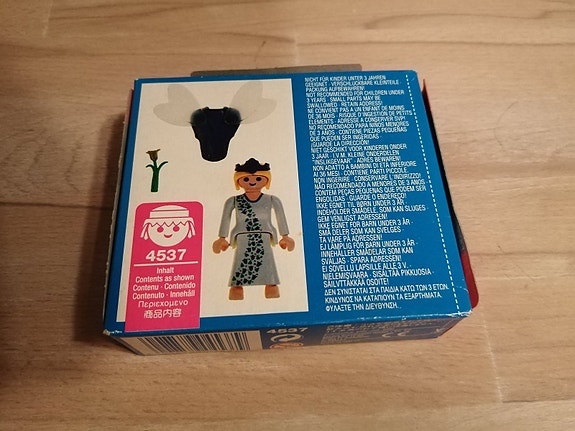 4537
Inhalt
Contents as shown
Contenu · Contenido
Contenuto · Innehåll
Περιεχομενο
商品内容
NICHT FÜR KINDER UNTER 3 JAHREN
GEEIGNET · VERSCHLUCKBARE KLEINTEILE ·
PACKUNG AUFBEWAHREN!
NOT RECOMMENDED FOR CHILDREN UNDER
3 YEARS · SMALL PARTS MAY BE
SWALLOWED · RETAIN ADDRESS!
NE CONVIENT PAS A UN ENFANT DE MOINS
DE 36 MOIS · RISQUE D'INGESTION DE PETITS
ELEMENTS · ADRESSE A CONSERVER SVP!
NO RECOMENDADO PARA NIÑOS MENORES
DE 3 AÑOS · CONTIENE PIEZAS PEQUEÑAS
QUE PUEDEN SER INGERIDAS ·
¡GUARDE LA DIRECCIÓN!
NIET GESCHIKT VOOR KINDEREN ONDER
3 JAAR · I.V.M. KLEINE ONDERDELEN
"INSLIKGEVAAR" · ADRES BEWAREN!
NON ADATTO A BAMBINI DI ETÀ INFERIORE
AI 36 MESI · CONTIENE PARTI PICCOLE ·
NON INGERIRE · CONSERVARE L'INDIRIZZO!
NÃO RECOMENDADO A MENORES DE 3 ANOS ·
CONTEM PEÇAS PEQUENAS QUE PODEM SER
ENGOLIDAS · GUARDE O ENDEREÇO!
IKKE EGNET TIL BØRN UNDER 3 ÅR ·
INDEHOLDER SMÅDELE, SOM KAN SLUGES ·
GEM VENLIGST ADRESSEN!
IKKE EGNET FOR BARN UNDER 3 ÅR ·
SMÅ DELER SOM KAN SVELGES ·
TA VARE PÅ ADRESSEN!
EJ LÄMPLIG FÖR BARN UNDER 3 ÅR ·
INNEHÅLLER SMÅDELAR SOM KAN
SVÄLJAS · SPARA ADRESSEN!
EI SOVELLU LAPSILLE ALLE 3 V. ·
NIELEMISVAARA · SISÄLTÄÄ PIKKUOSIA ·
SÄILYTTÄKÄÄ OSOITE!
ΔΕΝ ΣΥΝΙΣΤΑΤΑΙ ΣΤΑ ΠΑΙΔΙΑ ΚΑΤΩ ΤΩΝ 3 ΕΤΩΝ.
ΚΙΝΔΥΝΟΣ ΝΑ ΚΑΤΑΠΙΟΥΝ ΤΑ ΕΞΑΡΤΗΜΑΤΑ.
ΦΥΛΑΞΤΕ ΤΗΝ ΔΙΕΥΘΥΝΣΗ...
4537
CE